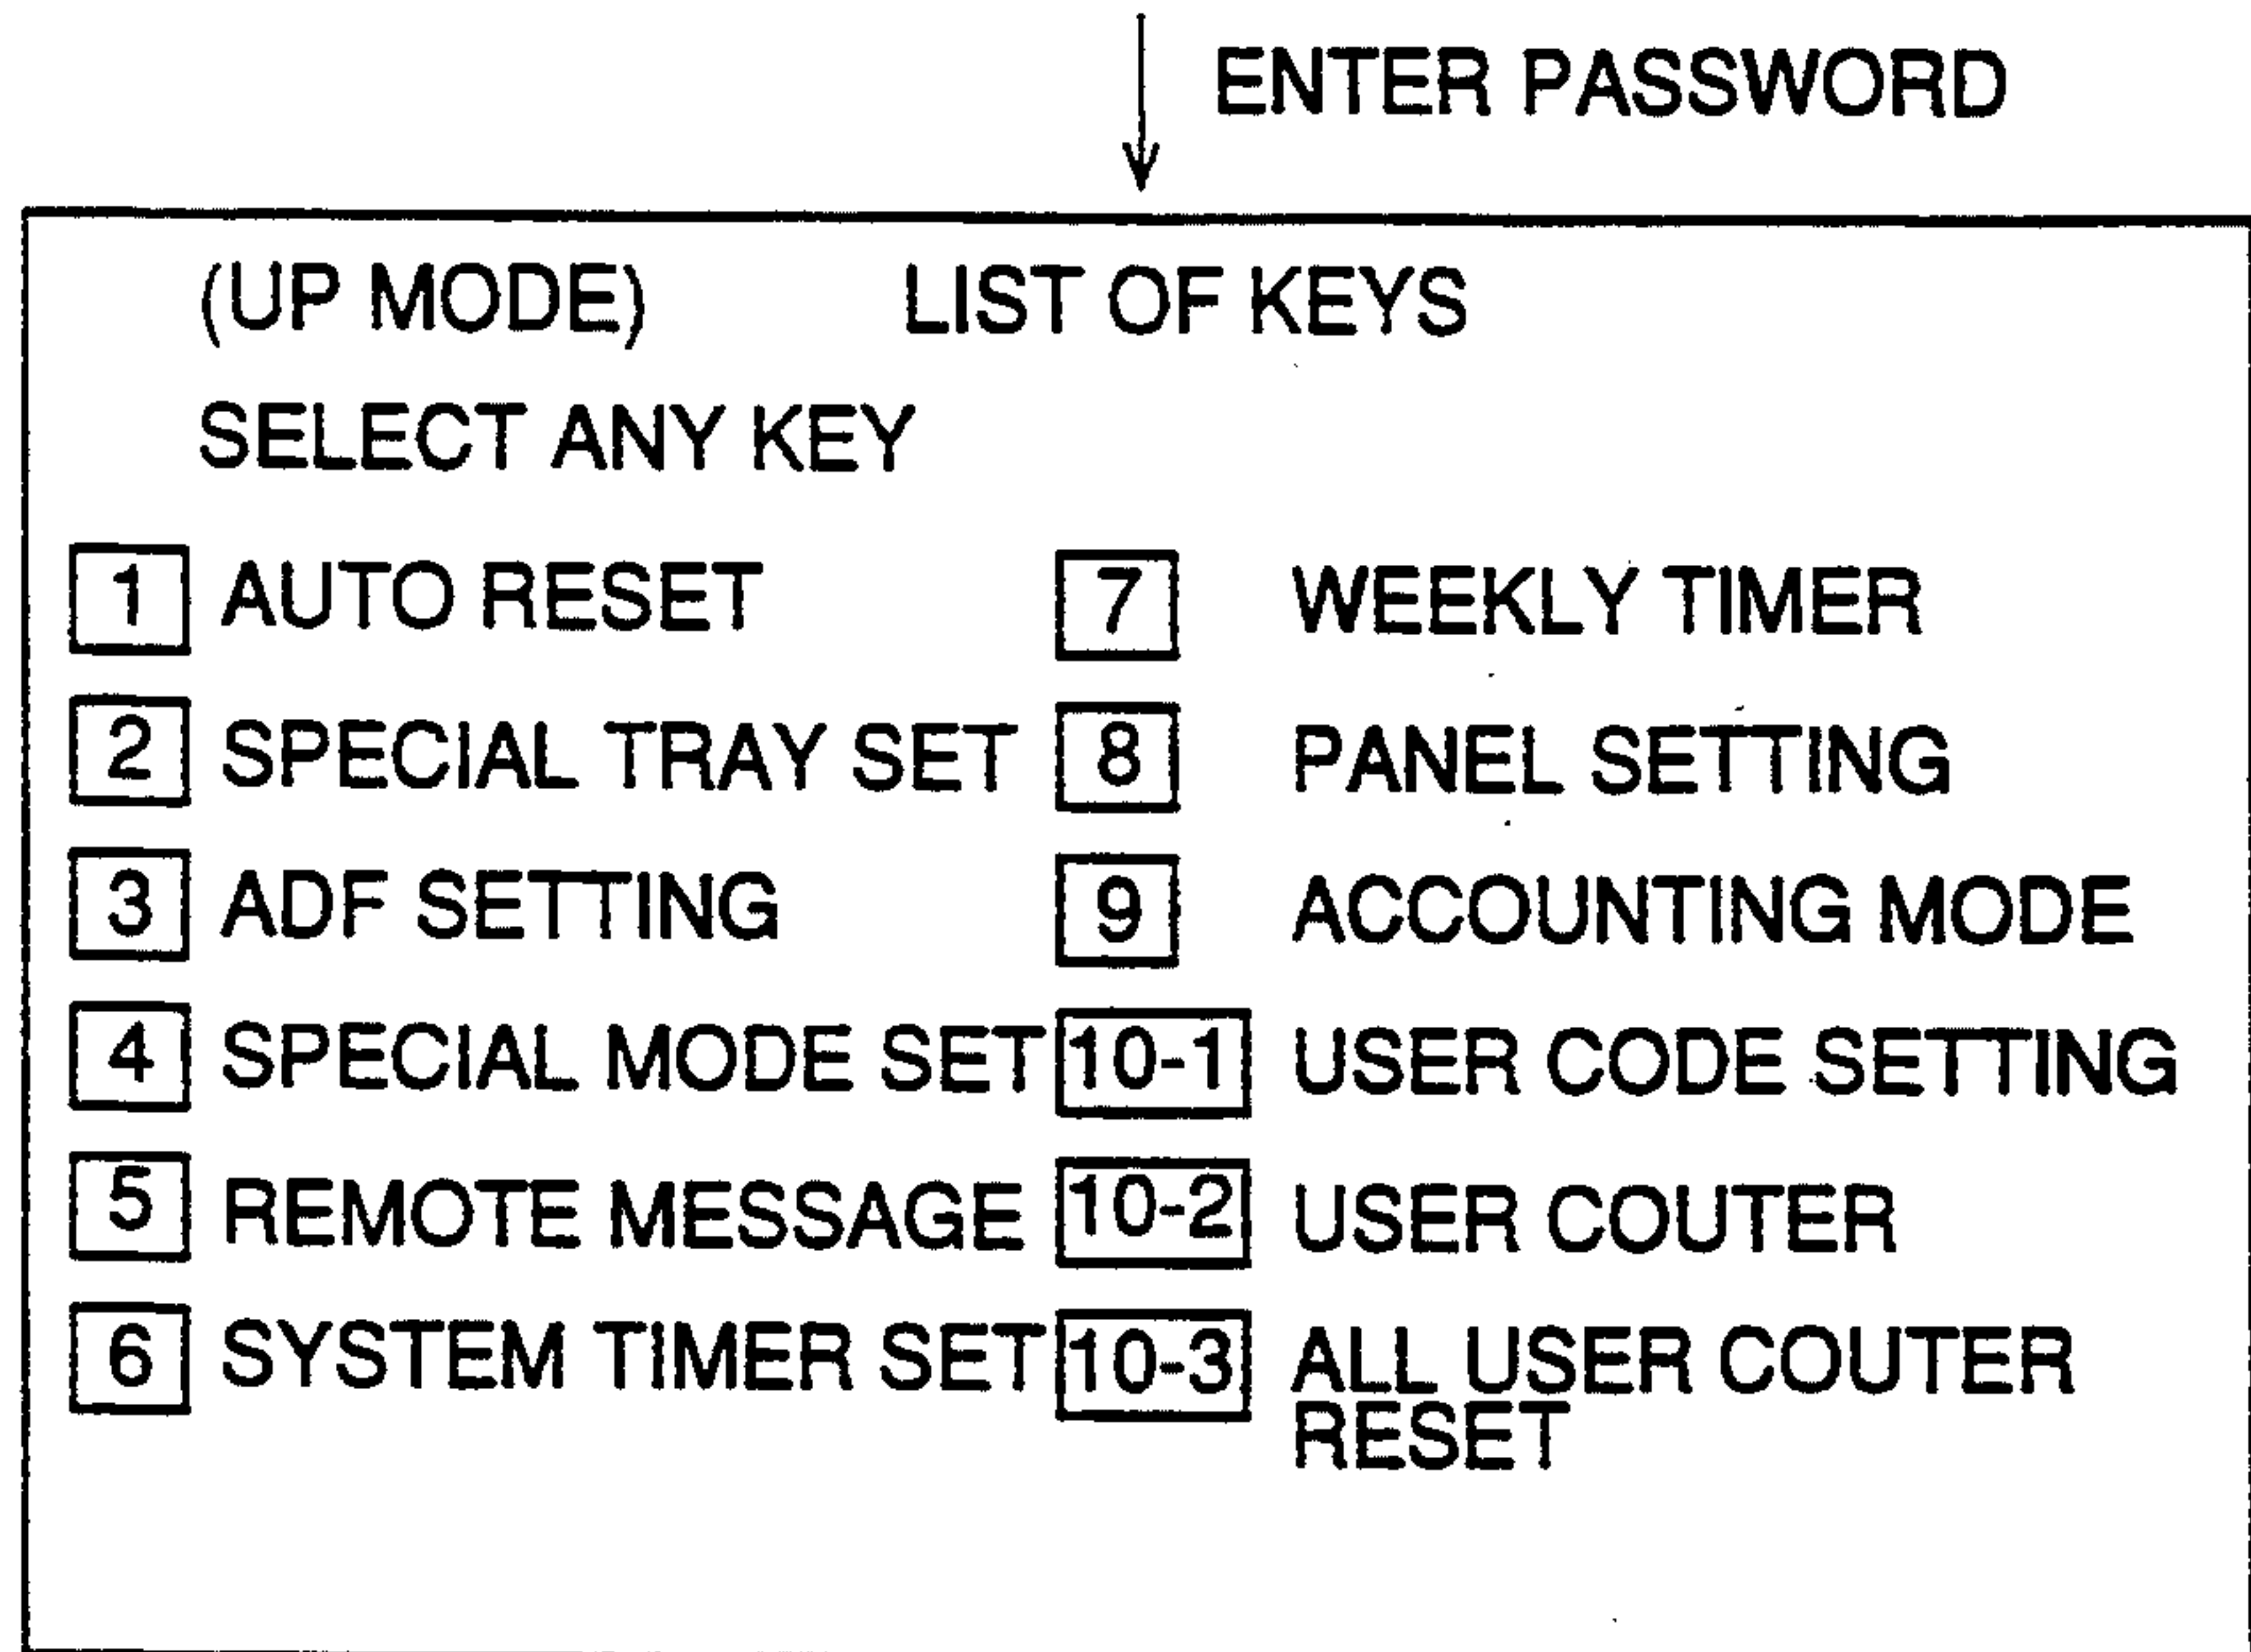 ENTER PASSWORD
(UP MODE) LIST OF KEYS
SELECT ANY KEY
1 AUTO RESET 7 WEEKLY TIMER
2 SPECIAL TRAY SET 8 PANEL SETTING
3 ADF SETTING 9 ACCOUNTING MODE
4 SPECIAL MODE SET 10-1 USER CODE SETTING
5 REMOTE MESSAGE 10-2 USER COUTER
6 SYSTEM TIMER SET 10-3 ALL USER COUTER
RESET